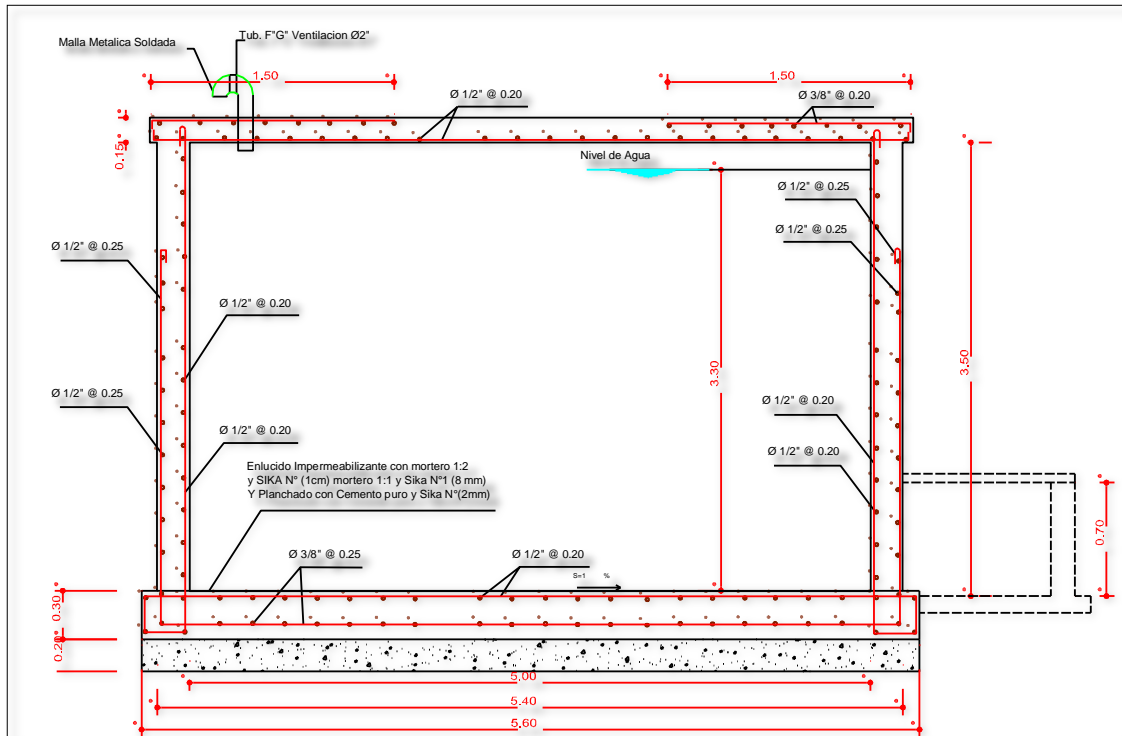 Malla Metalica Soldada
Tub. F"G" Ventilacion Ø2"
1.50
1.50
Ø 1/2" @ 0.20
Ø 3/8" @ 0.20
0.15
Nivel de Agua
Ø 1/2" @ 0.25
Ø 1/2" @ 0.25
Ø 1/2" @ 0.25
Ø 1/2" @ 0.20
3.30
3.50
Ø 1/2" @ 0.25
Ø 1/2" @ 0.20
Ø 1/2" @ 0.20
Ø 1/2" @ 0.20
Enlucido Impermeabilizante con mortero 1:2
y SIKA N° (1cm) mortero 1:1 y Sika N°1 (8 mm)
Y Planchado con Cemento puro y Sika N°(2mm)
0.70
Ø 3/8" @ 0.25
Ø 1/2" @ 0.20
S=1 %
0.30
0.20
5.00
5.40
5.60